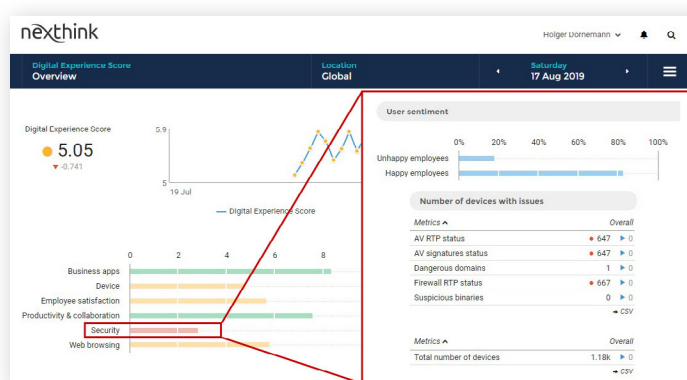 nexthink
Holger Dornemann
Digital Experience Score
Overview
Location
Global
Saturday
17 Aug 2019
Digital Experience Score
5.05
-0.741
5.9
5
19 Jul
Digital Experience Score
0 2 4 6 8
Business apps
Device
Employee satisfaction
Productivity & collaboration
Security
Web browsing
User sentiment
0% 20% 40% 60% 80% 100%
Unhappy employees
Happy employees
Number of devices with issues
Metrics Overall
AV RTP status 647 0
AV signatures status 647 0
Dangerous domains 1 0
Firewall RTP status 667 0
Suspicious binaries 0 0
CSV
Metrics Overall
Total number of devices 1.18k 0
CSV